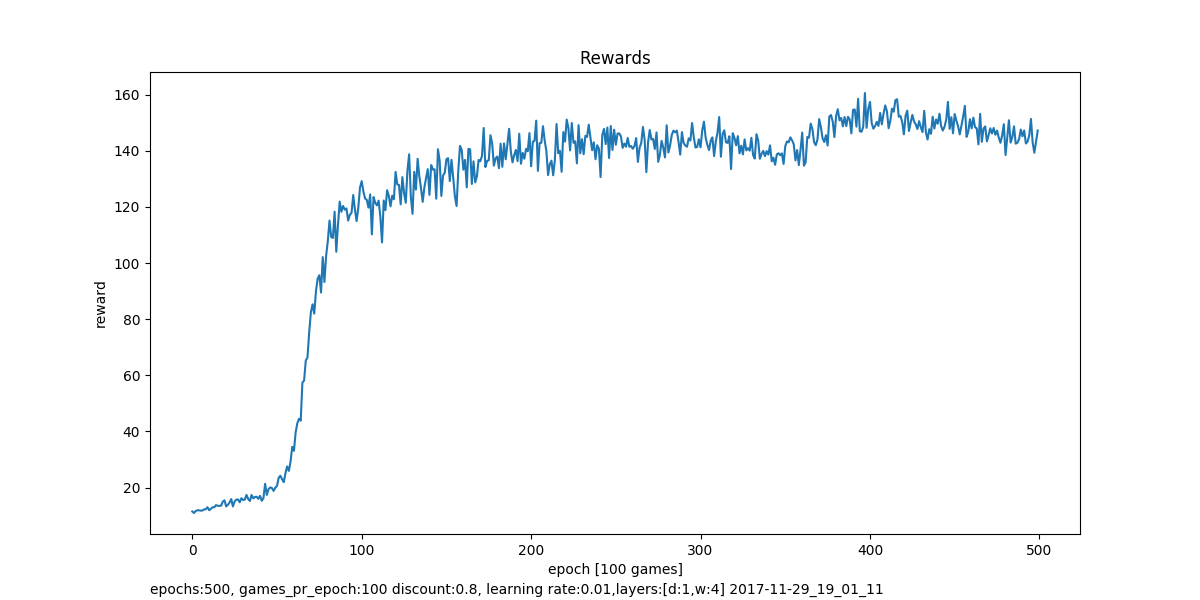 Rewards
160
140
120
100
80
60
40
20
reward
0 100 200 300 400 500
epoch [100 games]
epochs:500, games_pr_epoch:100 discount:0.8, learning rate:0.01,layers:[d:1,w:4] 2017-11-29_19_01_11